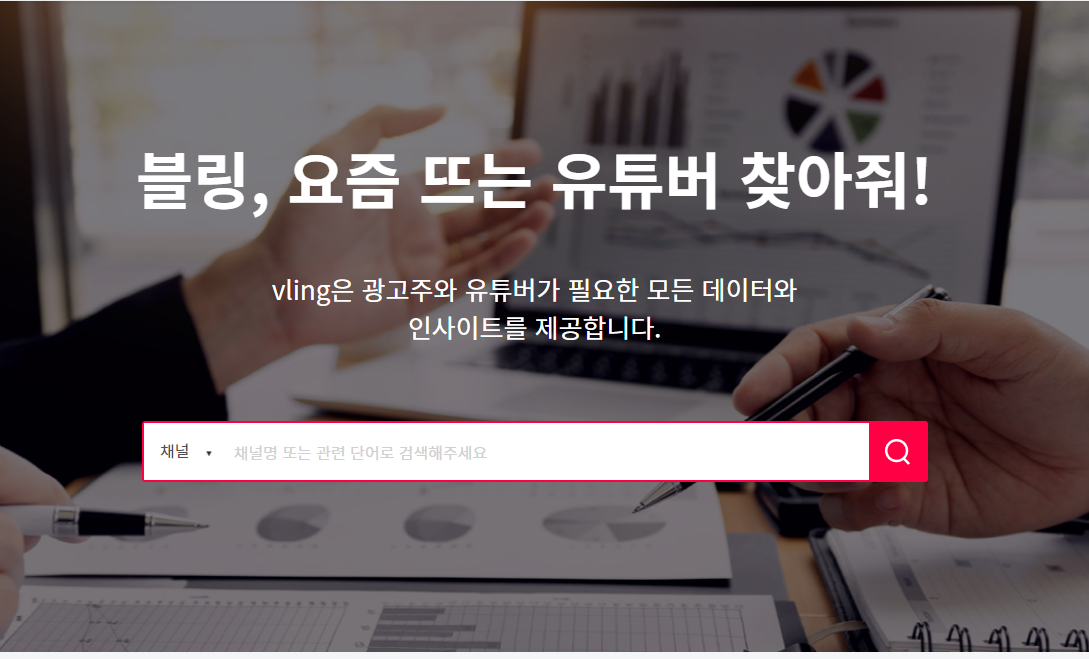 블링, 요즘 뜨는 유튜버 찾아줘!
vling은 광고주와 유튜버가 필요한 모든 데이터와
인사이트를 제공합니다.
채널 ▾ 채널명 또는 관련 단어로 검색해주세요